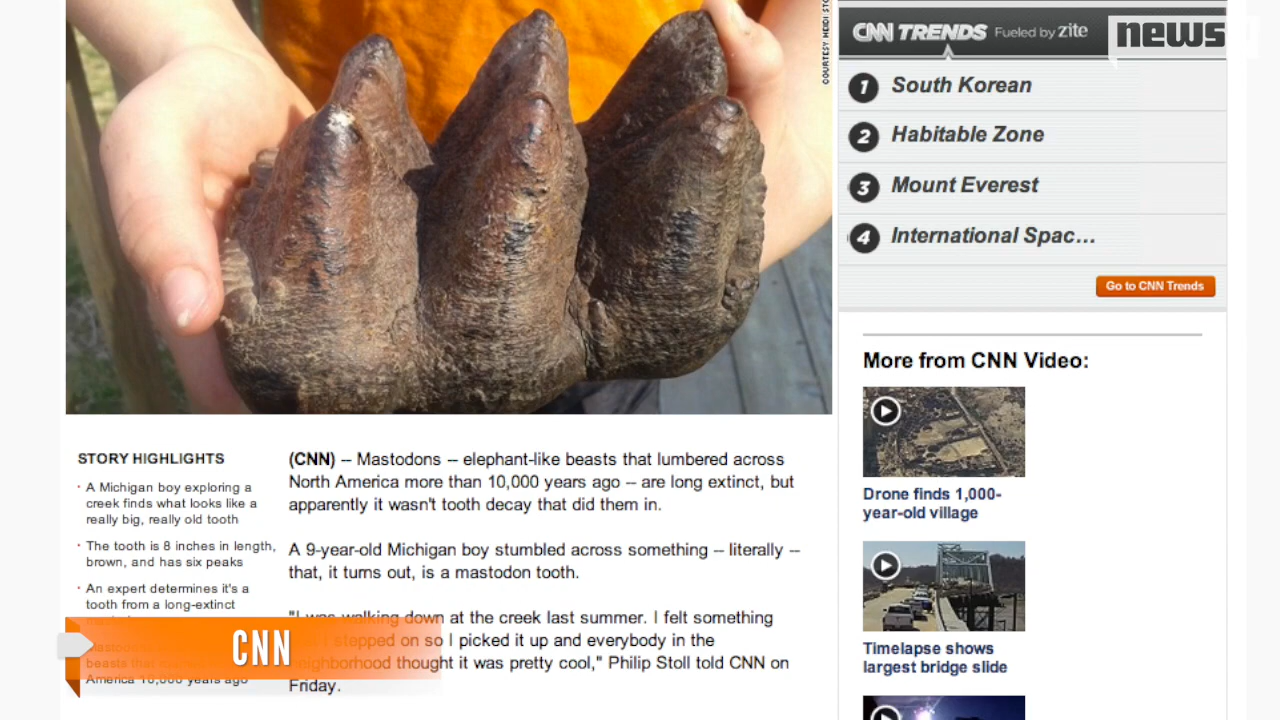 COURTESY HEIDI STO
CNN TRENDS Fueled by zite
news
1 South Korean
2 Habitable Zone
3 Mount Everest
4 International Spac...
Go to CNN Trends
More from CNN Video:
Drone finds 1,000-
year-old village
Timelapse shows
largest bridge slide
STORY HIGHLIGHTS
· A Michigan boy exploring a
creek finds what looks like a
really big, really old tooth
· The tooth is 8 inches in length,
brown, and has six peaks
· An expert determines it's a
tooth from a long-extinct
beasts that
America 10,000 years ago
(CNN) -- Mastodons -- elephant-like beasts that lumbered across
North America more than 10,000 years ago -- are long extinct, but
apparently it wasn't tooth decay that did them in.
A 9-year-old Michigan boy stumbled across something -- literally --
that, it turns out, is a mastodon tooth.
"I was walking down at the creek last summer. I felt something
I stepped on so I picked it up and everybody in the
neighborhood thought it was pretty cool," Philip Stoll told CNN on
Friday.
CNN